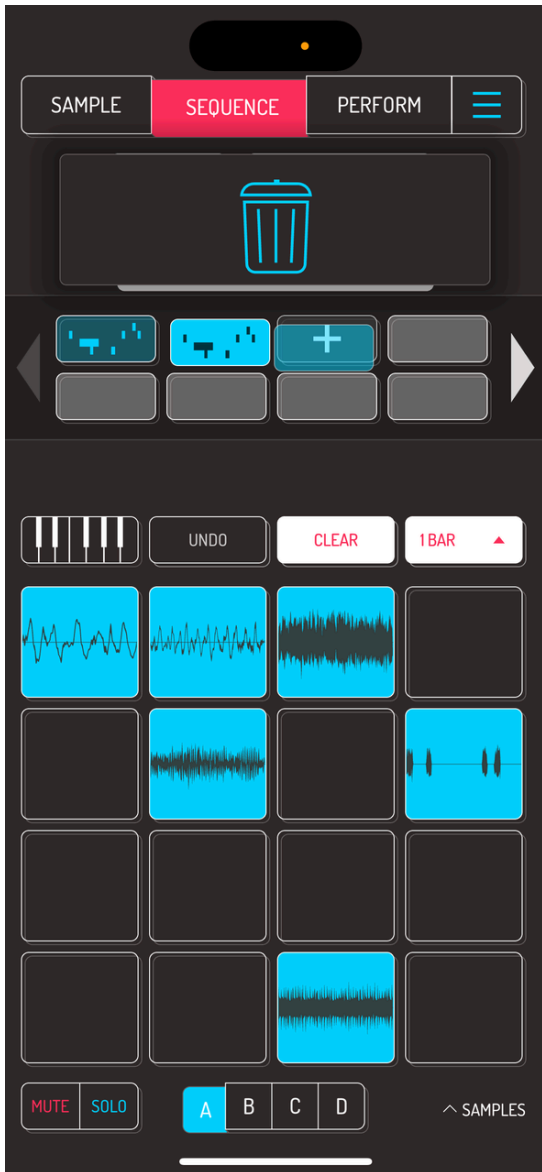 SAMPLE
SEQUENCE
PERFORM
UNDO
CLEAR
1 BAR
MUTE
SOLO
A
B
C
D
SAMPLES